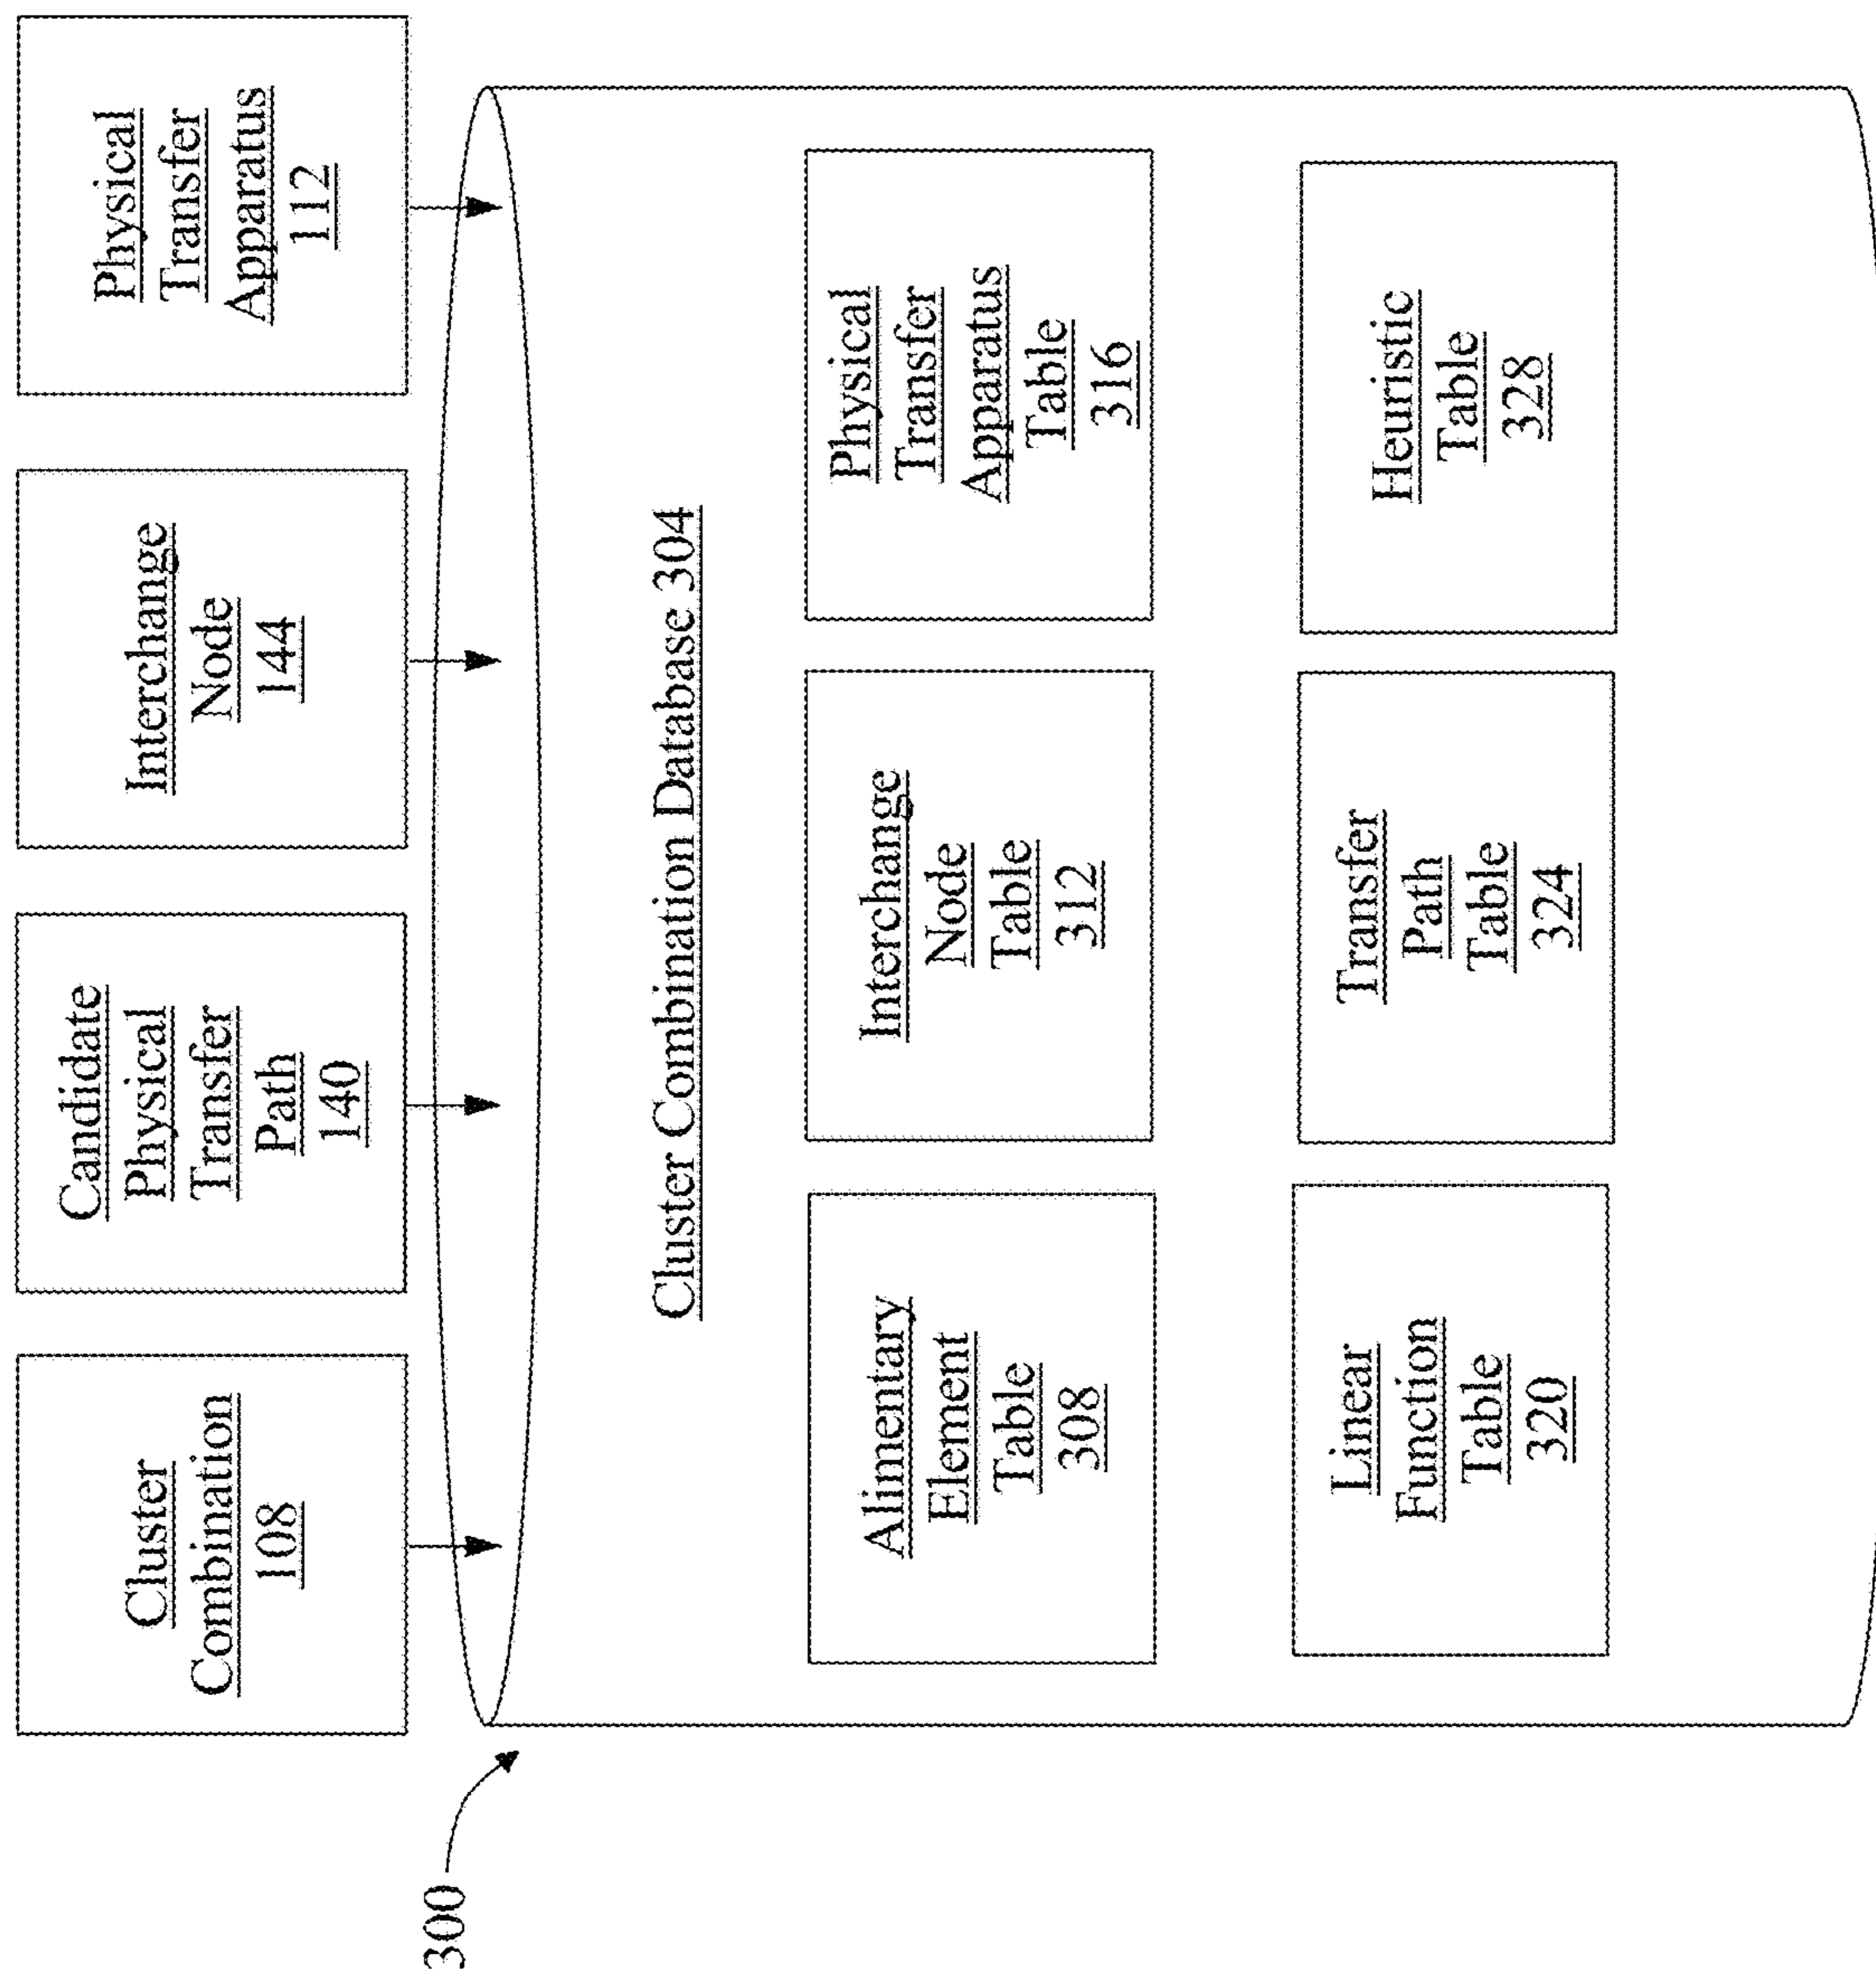 300
Cluster
Combination
108
Candidate
Physical
Transfer
Path
140
Interchange
Node
144
Physical
Transfer
Apparatus
112
Cluster Combination Database 304
Alimentary
Element
Table
308
Interchange
Node
Table
312
Physical
Transfer
Apparatus
Table
316
Linear
Function
Table
320
Transfer
Path
Table
324
Heuristic
Table
328